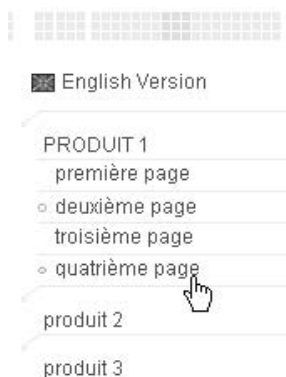 English Version
PRODUIT 1
première page
deuxième page
troisième page
quatrième page
produit 2
produit 3